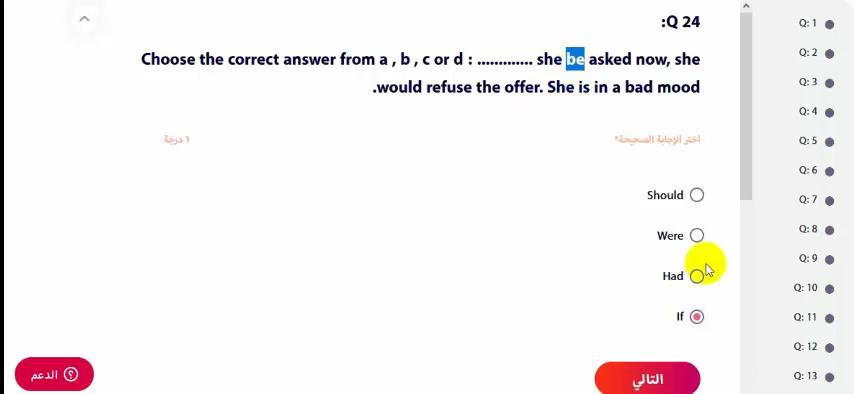 :Q 24
Choose the correct answer from a , b , c or d : ............. she be asked now, she
.would refuse the offer. She is in a bad mood
اختر الإجابة الصحيحة*
1 درجة
Should
Were
Had
If
التالي
الدعم
Q: 1
Q: 2
Q: 3
Q: 4
Q: 5
Q: 6
Q: 7
Q: 8
Q: 9
Q: 10
Q: 11
Q: 12
Q: 13